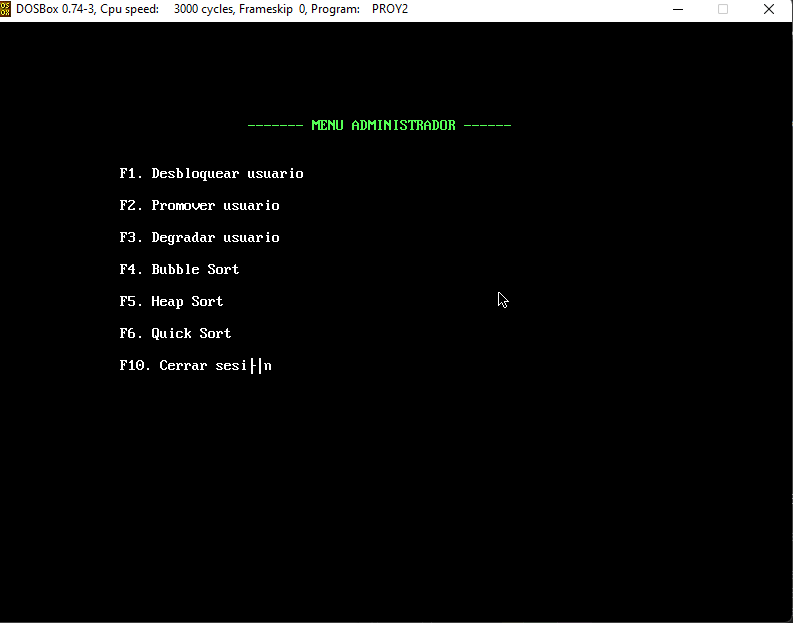 DOSBox 0.74-3, Cpu speed: 3000 cycles, Frameskip 0, Program: PROY2
------- MENU ADMINISTRADOR ------
F1. Desbloquear usuario
F2. Promover usuario
F3. Degradar usuario
F4. Bubble Sort
F5. Heap Sort
F6. Quick Sort
F10. Cerrar sesi├│n